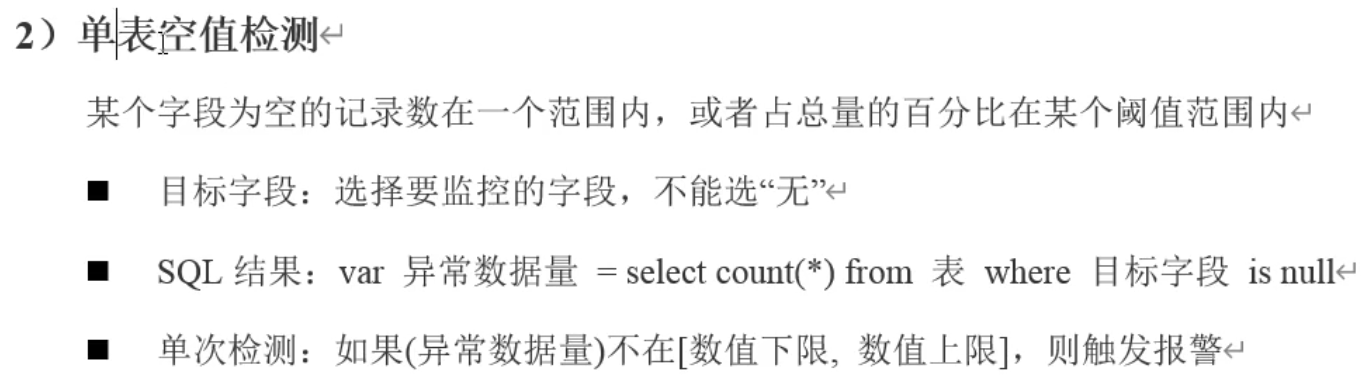 2）单表空值检测↵
某个字段为空的记录数在一个范围内，或者占总量的百分比在某个阈值范围内↵
■ 目标字段：选择要监控的字段，不能选“无”↵
■ SQL 结果：var 异常数据量 = select count(*) from 表 where 目标字段 is null↵
■ 单次检测：如果(异常数据量)不在[数值下限, 数值上限]，则触发报警↵